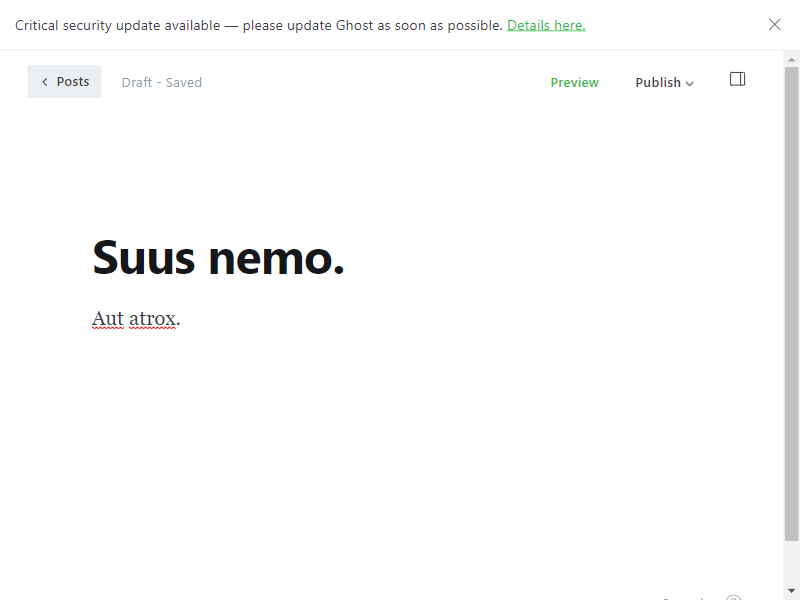 Critical security update available — please update Ghost as soon as possible. Details here.
Posts
Draft - Saved
Preview
Publish
Suus nemo.
Aut atrox.